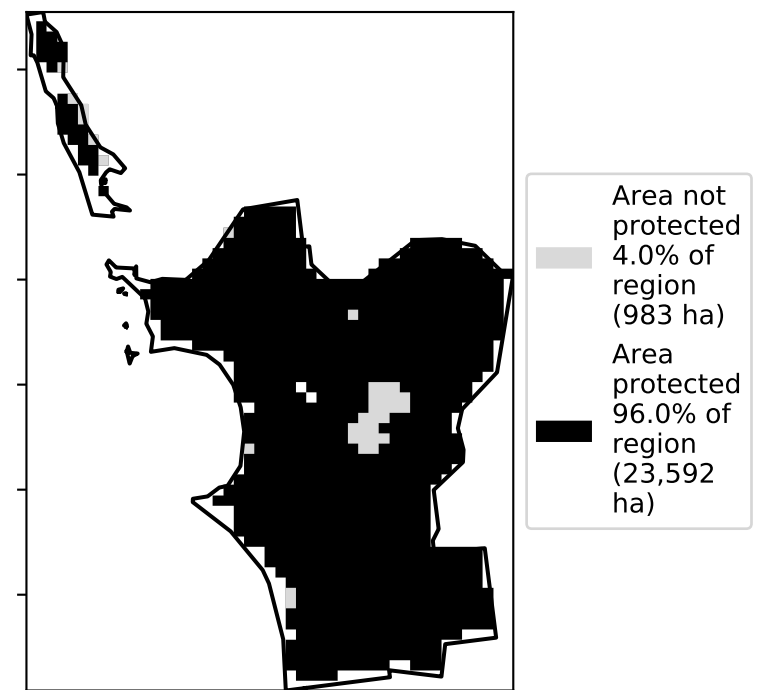 Area not
protected
4.0% of
region
(983 ha)
Area
protected
96.0% of
region
(23,592
ha)